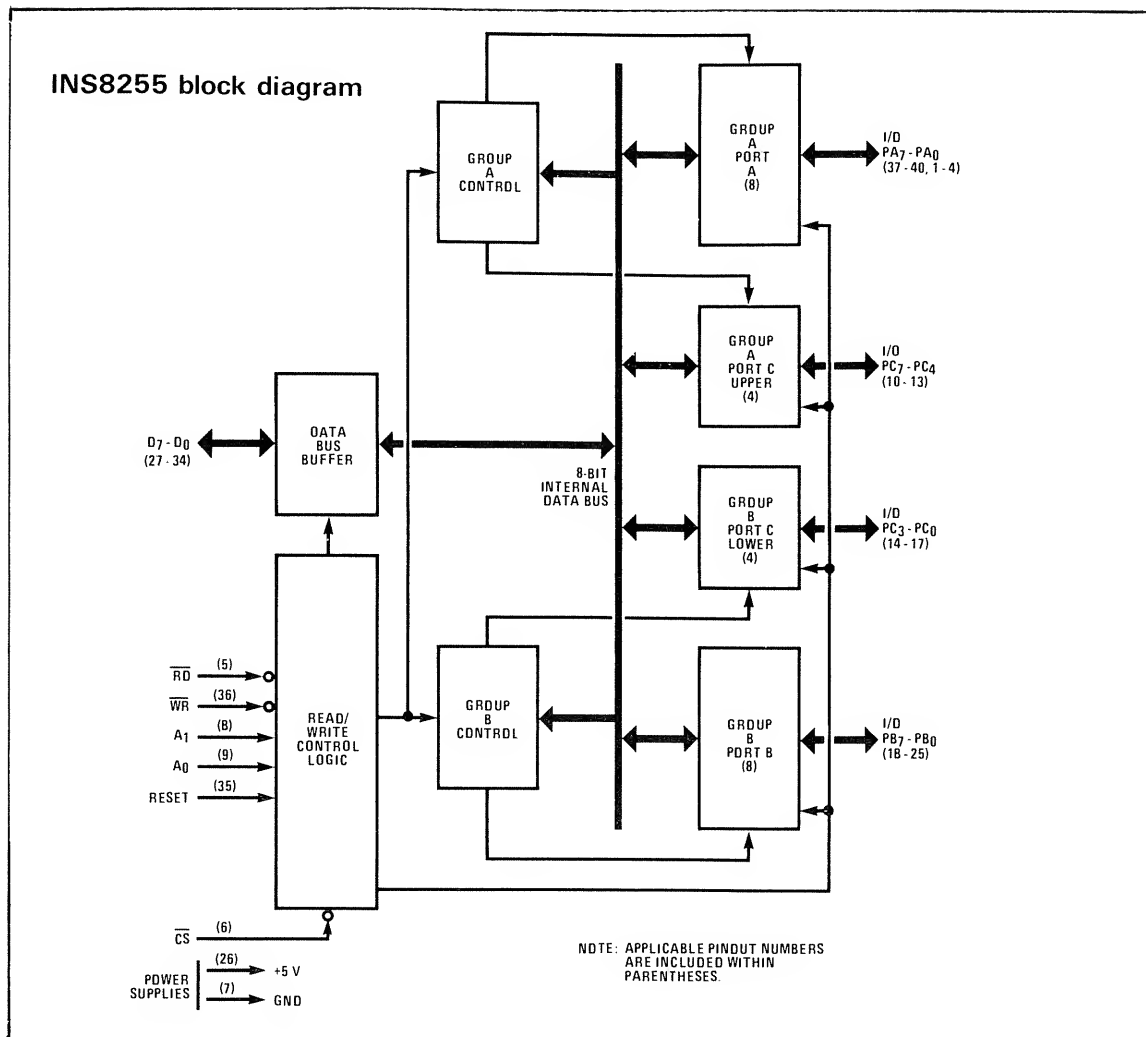 INS8255 block diagram
GROUP
A
CONTROL
GROUP
A
PORT
A
(8)
I/O
PA7 - PA0
(37 - 40, 1 - 4)
GROUP
A
PORT C
UPPER
(4)
I/O
PC7 - PC4
(10 - 13)
D7 - D0
(27 - 34)
DATA
BUS
BUFFER
8-BIT
INTERNAL
DATA BUS
GROUP
B
PORT C
LOWER
(4)
I/O
PC3 - PC0
(14 - 17)
RD (5)
WR (36)
A1 (8)
A0 (9)
RESET (35)
READ/
WRITE
CONTROL
LOGIC
GROUP
B
CONTROL
GROUP
B
PORT B
(8)
I/O
PB7 - PB0
(18 - 25)
CS (6)
POWER
SUPPLIES
(26) +5 V
(7) GND
NOTE: APPLICABLE PINOUT NUMBERS
ARE INCLUDED WITHIN
PARENTHESES.